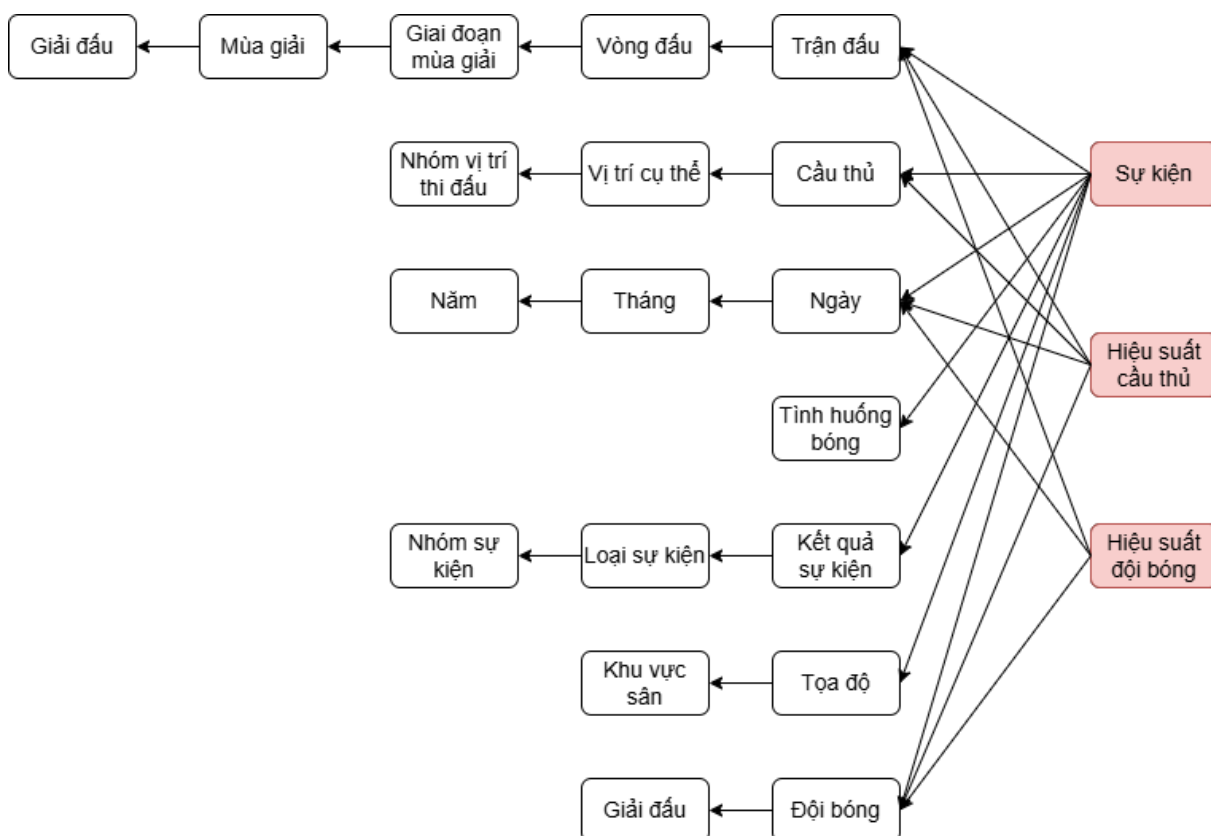 Giải đấu
Mùa giải
Giai đoạn
mùa giải
Vòng đấu
Trận đấu
Nhóm vị trí
thi đấu
Vị trí cụ thể
Cầu thủ
Sự kiện
Năm
Tháng
Ngày
Hiệu suất
cầu thủ
Tình huống
bóng
Nhóm sự
kiện
Loại sự kiện
Kết quả
sự kiện
Hiệu suất
đội bóng
Khu vực
sân
Tọa độ
Giải đấu
Đội bóng